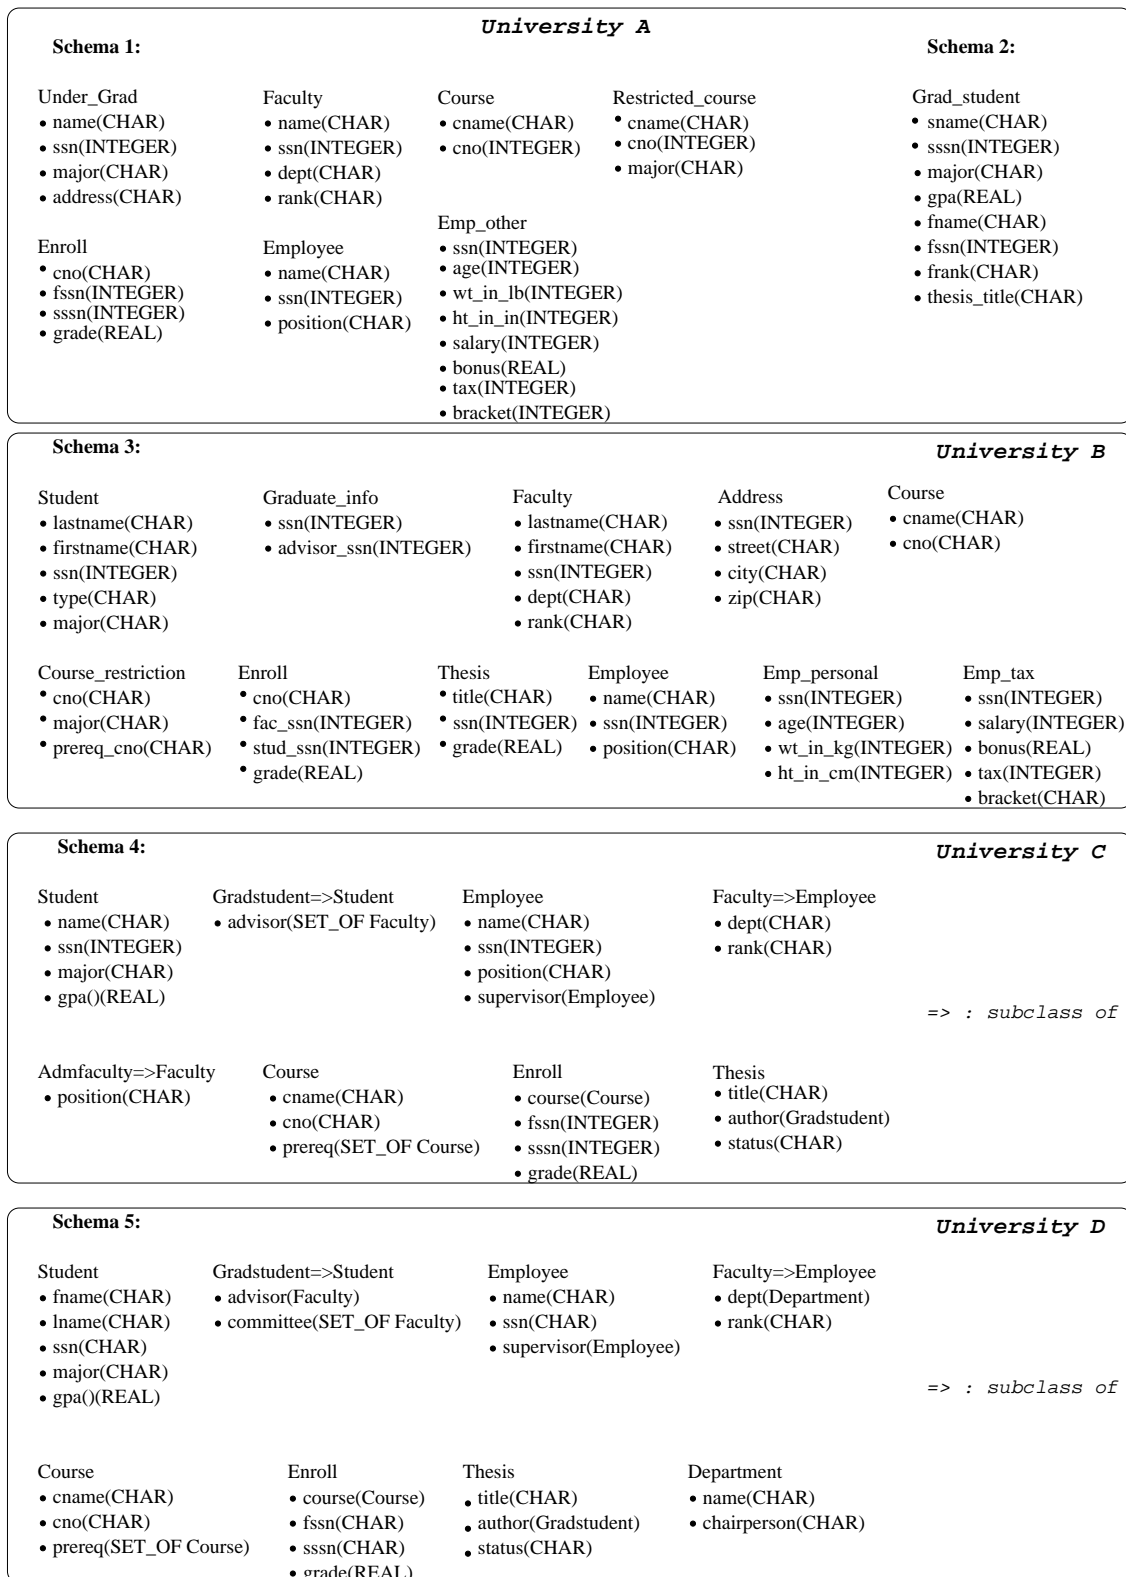 University A
Schema 1:
Schema 2:
Under_Grad
• name(CHAR)
• ssn(INTEGER)
• major(CHAR)
• address(CHAR)
Faculty
• name(CHAR)
• ssn(INTEGER)
• dept(CHAR)
• rank(CHAR)
Course
• cname(CHAR)
• cno(INTEGER)
Restricted_course
• cname(CHAR)
• cno(INTEGER)
• major(CHAR)
Grad_student
• sname(CHAR)
• sssn(INTEGER)
• major(CHAR)
• gpa(REAL)
• fname(CHAR)
• fssn(INTEGER)
• frank(CHAR)
• thesis_title(CHAR)
Enroll
• cno(CHAR)
• fssn(INTEGER)
• sssn(INTEGER)
• grade(REAL)
Employee
• name(CHAR)
• ssn(INTEGER)
• position(CHAR)
Emp_other
• ssn(INTEGER)
• age(INTEGER)
• wt_in_lb(INTEGER)
• ht_in_in(INTEGER)
• salary(INTEGER)
• bonus(REAL)
• tax(INTEGER)
• bracket(INTEGER)
Schema 3:
University B
Student
• lastname(CHAR)
• firstname(CHAR)
• ssn(INTEGER)
• type(CHAR)
• major(CHAR)
Graduate_info
• ssn(INTEGER)
• advisor_ssn(INTEGER)
Faculty
• lastname(CHAR)
• firstname(CHAR)
• ssn(INTEGER)
• dept(CHAR)
• rank(CHAR)
Address
• ssn(INTEGER)
• street(CHAR)
• city(CHAR)
• zip(CHAR)
Course
• cname(CHAR)
• cno(CHAR)
Course_restriction
• cno(CHAR)
• major(CHAR)
• prereq_cno(CHAR)
Enroll
• cno(CHAR)
• fac_ssn(INTEGER)
• stud_ssn(INTEGER)
• grade(REAL)
Thesis
• title(CHAR)
• ssn(INTEGER)
• grade(REAL)
Employee
• name(CHAR)
• ssn(INTEGER)
• position(CHAR)
Emp_personal
• ssn(INTEGER)
• age(INTEGER)
• wt_in_kg(INTEGER)
• ht_in_cm(INTEGER)
Emp_tax
• ssn(INTEGER)
• salary(INTEGER)
• bonus(REAL)
• tax(INTEGER)
• bracket(CHAR)
Schema 4:
University C
Student
• name(CHAR)
• ssn(INTEGER)
• major(CHAR)
• gpa()(REAL)
Gradstudent=>Student
• advisor(SET_OF Faculty)
Employee
• name(CHAR)
• ssn(INTEGER)
• position(CHAR)
• supervisor(Employee)
Faculty=>Employee
• dept(CHAR)
• rank(CHAR)
=> : subclass of
Admfaculty=>Faculty
• position(CHAR)
Course
• cname(CHAR)
• cno(CHAR)
• prereq(SET_OF Course)
Enroll
• course(Course)
• fssn(INTEGER)
• sssn(INTEGER)
• grade(REAL)
Thesis
• title(CHAR)
• author(Gradstudent)
• status(CHAR)
Schema 5:
University D
Student
• fname(CHAR)
• lname(CHAR)
• ssn(CHAR)
• major(CHAR)
• gpa()(REAL)
Gradstudent=>Student
• advisor(Faculty)
• committee(SET_OF Faculty)
Employee
• name(CHAR)
• ssn(CHAR)
• supervisor(Employee)
Faculty=>Employee
• dept(Department)
• rank(CHAR)
=> : subclass of
Course
• cname(CHAR)
• cno(CHAR)
• prereq(SET_OF Course)
Enroll
• course(Course)
• fssn(CHAR)
• sssn(CHAR)
• grade(REAL)
Thesis
• title(CHAR)
• author(Gradstudent)
• status(CHAR)
Department
• name(CHAR)
• chairperson(CHAR)